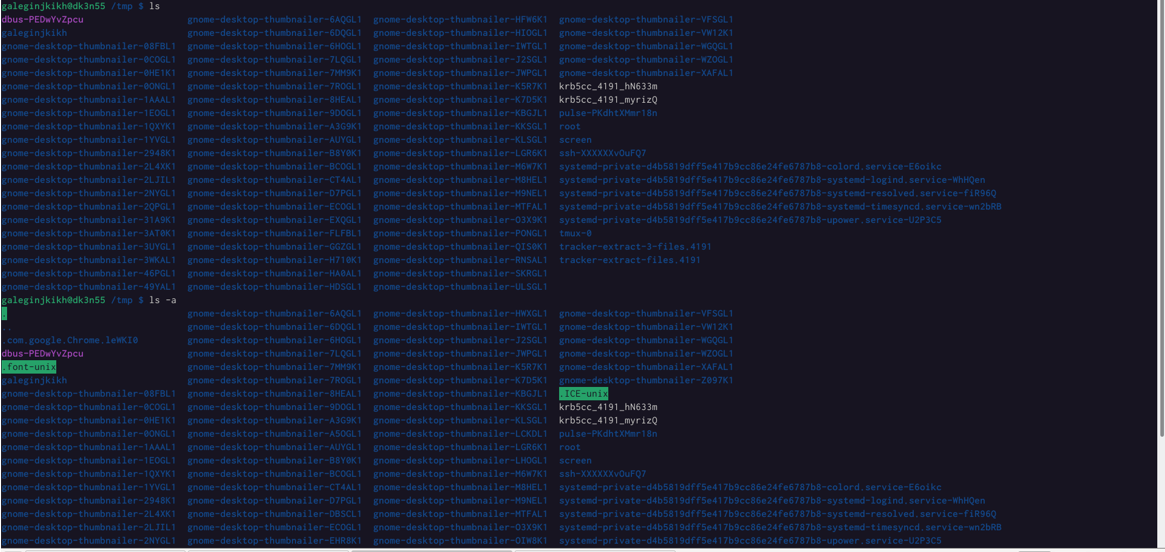 galeginjkikh@dk3n55 /tmp $ ls
dbus-PEDwYvZpcu gnome-desktop-thumbnailer-6AQGL1 gnome-desktop-thumbnailer-HFW6K1 gnome-desktop-thumbnailer-VFSGL1
galeginjkikh gnome-desktop-thumbnailer-6DQGL1 gnome-desktop-thumbnailer-HIOGL1 gnome-desktop-thumbnailer-VW12K1
gnome-desktop-thumbnailer-08FBL1 gnome-desktop-thumbnailer-6HOGL1 gnome-desktop-thumbnailer-IWTGL1 gnome-desktop-thumbnailer-WGQGL1
gnome-desktop-thumbnailer-0COGL1 gnome-desktop-thumbnailer-7LQGL1 gnome-desktop-thumbnailer-J2SGL1 gnome-desktop-thumbnailer-WZOGL1
gnome-desktop-thumbnailer-0HE1K1 gnome-desktop-thumbnailer-7MM9K1 gnome-desktop-thumbnailer-JWPGL1 gnome-desktop-thumbnailer-XAFAL1
gnome-desktop-thumbnailer-0ONGL1 gnome-desktop-thumbnailer-7ROGL1 gnome-desktop-thumbnailer-K5R7K1 krb5cc_4191_hN633m
gnome-desktop-thumbnailer-1AAAL1 gnome-desktop-thumbnailer-8HEAL1 gnome-desktop-thumbnailer-K7D5K1 krb5cc_4191_myrizQ
gnome-desktop-thumbnailer-1EOGL1 gnome-desktop-thumbnailer-9DOGL1 gnome-desktop-thumbnailer-KBGJL1 pulse-PKdhtXMmr18n
gnome-desktop-thumbnailer-1QXYK1 gnome-desktop-thumbnailer-A3G9K1 gnome-desktop-thumbnailer-KKSGL1 root
gnome-desktop-thumbnailer-1YVGL1 gnome-desktop-thumbnailer-AUYGL1 gnome-desktop-thumbnailer-KLSGL1 screen
gnome-desktop-thumbnailer-2948K1 gnome-desktop-thumbnailer-B8Y0K1 gnome-desktop-thumbnailer-LGR6K1 ssh-XXXXXXvOuFQ7
gnome-desktop-thumbnailer-2L4XK1 gnome-desktop-thumbnailer-BCOGL1 gnome-desktop-thumbnailer-M6W7K1 systemd-private-d4b5819dff5e417b9cc86e24fe6787b8-colord.service-E6oikc
gnome-desktop-thumbnailer-2LJIL1 gnome-desktop-thumbnailer-CT4AL1 gnome-desktop-thumbnailer-M8HEL1 systemd-private-d4b5819dff5e417b9cc86e24fe6787b8-systemd-logind.service-WhHQen
gnome-desktop-thumbnailer-2NYGL1 gnome-desktop-thumbnailer-D7PGL1 gnome-desktop-thumbnailer-M9NEL1 systemd-private-d4b5819dff5e417b9cc86e24fe6787b8-systemd-resolved.service-fiR96Q
gnome-desktop-thumbnailer-2QPGL1 gnome-desktop-thumbnailer-ECOGL1 gnome-desktop-thumbnailer-MTFAL1 systemd-private-d4b5819dff5e417b9cc86e24fe6787b8-systemd-timesyncd.service-wn2bRB
gnome-desktop-thumbnailer-31A9K1 gnome-desktop-thumbnailer-EXQGL1 gnome-desktop-thumbnailer-O3X9K1 systemd-private-d4b5819dff5e417b9cc86e24fe6787b8-upower.service-U2P3C5
gnome-desktop-thumbnailer-3AT0K1 gnome-desktop-thumbnailer-FLFBL1 gnome-desktop-thumbnailer-PONGL1 tmux-0
gnome-desktop-thumbnailer-3UYGL1 gnome-desktop-thumbnailer-GGZGL1 gnome-desktop-thumbnailer-QIS0K1 tracker-extract-3-files.4191
gnome-desktop-thumbnailer-3WKAL1 gnome-desktop-thumbnailer-H710K1 gnome-desktop-thumbnailer-RNSAL1 tracker-extract-files.4191
gnome-desktop-thumbnailer-46PGL1 gnome-desktop-thumbnailer-HA0AL1 gnome-desktop-thumbnailer-SKRGL1
gnome-desktop-thumbnailer-49YAL1 gnome-desktop-thumbnailer-HDSGL1 gnome-desktop-thumbnailer-ULSGL1
galeginjkikh@dk3n55 /tmp $ ls -a
. gnome-desktop-thumbnailer-6AQGL1 gnome-desktop-thumbnailer-HWXGL1 gnome-desktop-thumbnailer-VFSGL1
.. gnome-desktop-thumbnailer-6DQGL1 gnome-desktop-thumbnailer-IWTGL1 gnome-desktop-thumbnailer-VW12K1
.com.google.Chrome.leWKI0 gnome-desktop-thumbnailer-6HOGL1 gnome-desktop-thumbnailer-J2SGL1 gnome-desktop-thumbnailer-WGQGL1
dbus-PEDwYvZpcu gnome-desktop-thumbnailer-7LQGL1 gnome-desktop-thumbnailer-JWPGL1 gnome-desktop-thumbnailer-WZOGL1
.font-unix gnome-desktop-thumbnailer-7MM9K1 gnome-desktop-thumbnailer-K5R7K1 gnome-desktop-thumbnailer-XAFAL1
galeginjkikh gnome-desktop-thumbnailer-7ROGL1 gnome-desktop-thumbnailer-K7D5K1 gnome-desktop-thumbnailer-Z097K1
gnome-desktop-thumbnailer-08FBL1 gnome-desktop-thumbnailer-8HEAL1 gnome-desktop-thumbnailer-KBGJL1 .ICE-unix
gnome-desktop-thumbnailer-0COGL1 gnome-desktop-thumbnailer-9DOGL1 gnome-desktop-thumbnailer-KKSGL1 krb5cc_4191_hN633m
gnome-desktop-thumbnailer-0HE1K1 gnome-desktop-thumbnailer-A3G9K1 gnome-desktop-thumbnailer-KLSGL1 krb5cc_4191_myrizQ
gnome-desktop-thumbnailer-0ONGL1 gnome-desktop-thumbnailer-A5OGL1 gnome-desktop-thumbnailer-LCKDL1 pulse-PKdhtXMmr18n
gnome-desktop-thumbnailer-1AAAL1 gnome-desktop-thumbnailer-AUYGL1 gnome-desktop-thumbnailer-LGR6K1 root
gnome-desktop-thumbnailer-1EOGL1 gnome-desktop-thumbnailer-B8Y0K1 gnome-desktop-thumbnailer-LHOGL1 screen
gnome-desktop-thumbnailer-1QXYK1 gnome-desktop-thumbnailer-BCOGL1 gnome-desktop-thumbnailer-M6W7K1 ssh-XXXXXXvOuFQ7
gnome-desktop-thumbnailer-1YVGL1 gnome-desktop-thumbnailer-CT4AL1 gnome-desktop-thumbnailer-M8HEL1 systemd-private-d4b5819dff5e417b9cc86e24fe6787b8-colord.service-E6oikc
gnome-desktop-thumbnailer-2948K1 gnome-desktop-thumbnailer-D7PGL1 gnome-desktop-thumbnailer-M9NEL1 systemd-private-d4b5819dff5e417b9cc86e24fe6787b8-systemd-logind.service-WhHQen
gnome-desktop-thumbnailer-2L4XK1 gnome-desktop-thumbnailer-DBSCL1 gnome-desktop-thumbnailer-MTFAL1 systemd-private-d4b5819dff5e417b9cc86e24fe6787b8-systemd-resolved.service-fiR96Q
gnome-desktop-thumbnailer-2LJIL1 gnome-desktop-thumbnailer-ECOGL1 gnome-desktop-thumbnailer-O3X9K1 systemd-private-d4b5819dff5e417b9cc86e24fe6787b8-systemd-timesyncd.service-wn2bRB
gnome-desktop-thumbnailer-2NYGL1 gnome-desktop-thumbnailer-EHR8K1 gnome-desktop-thumbnailer-OIW8K1 systemd-private-d4b5819dff5e417b9cc86e24fe6787b8-upower.service-U2P3C5